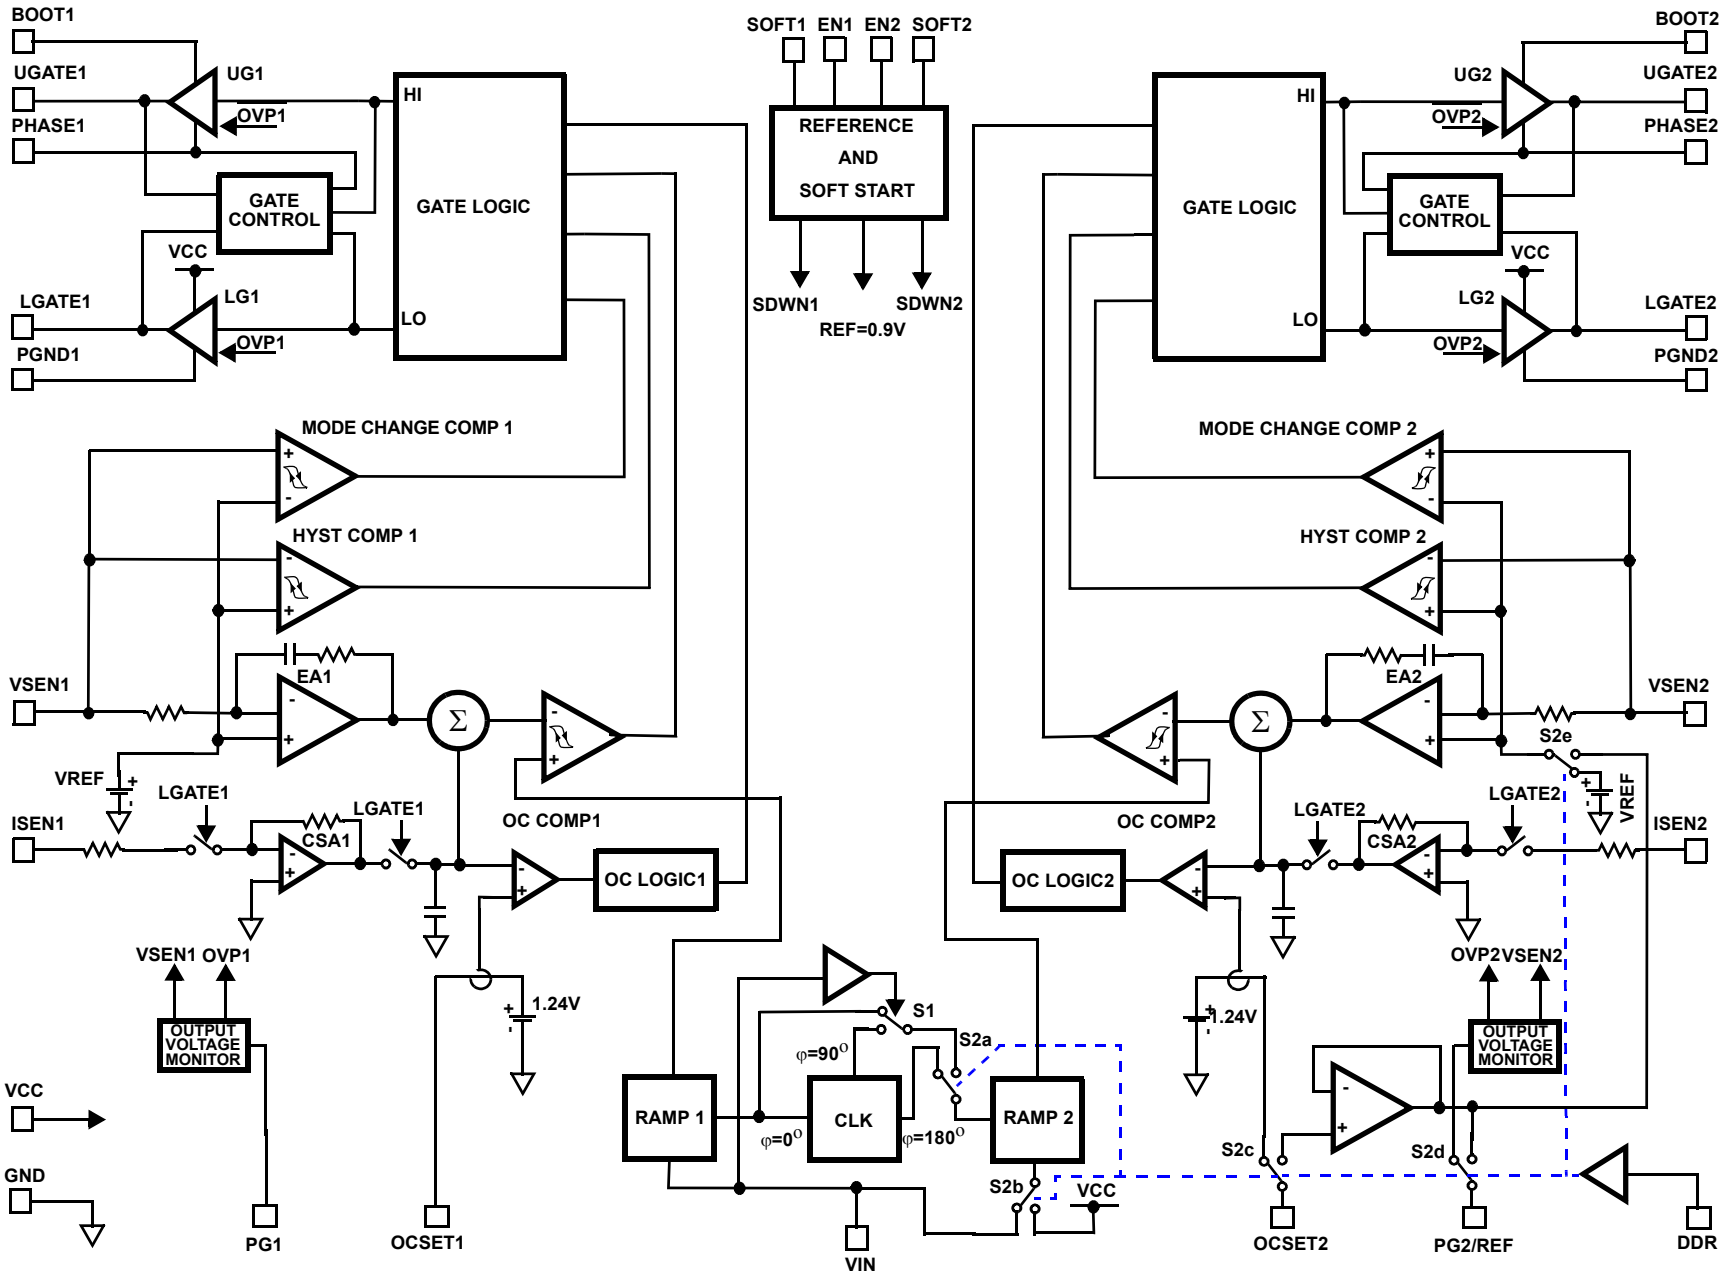 BOOT1
UGATE1
PHASE1
UG1
OVP1
HI
GATE
CONTROL
GATE LOGIC
VCC
LGATE1
LG1
LO
OVP1
PGND1
SOFT1 EN1 EN2 SOFT2
REFERENCE
AND
SOFT START
SDWN1
SDWN2
REF=0.9V
BOOT2
UGATE2
PHASE2
UG2
OVP2
HI
GATE
CONTROL
GATE LOGIC
VCC
LGATE2
LG2
LO
OVP2
PGND2
MODE CHANGE COMP 1
+
-
HYST COMP 1
-
+
MODE CHANGE COMP 2
+
-
HYST COMP 2
-
+
VSEN1
EA1
-
+
Σ
-
+
VREF
+
-
LGATE1
LGATE1
ISEN1
CSA1
-
+
OC COMP1
-
+
OC LOGIC1
VSEN2
EA2
-
+
Σ
-
+
S2e
+
-
VREF
LGATE2
LGATE2
ISEN2
CSA2
-
+
OC COMP2
-
+
OC LOGIC2
VSEN1 OVP1
OUTPUT
VOLTAGE
MONITOR
+
-
1.24V
S1
S2a
φ=90°
RAMP 1
φ=0°
CLK
φ=180°
RAMP 2
S2b
VCC
+
-
1.24V
OVP2 VSEN2
OUTPUT
VOLTAGE
MONITOR
-
+
S2c
S2d
VCC
GND
PG1
OCSET1
VIN
OCSET2
PG2/REF
DDR